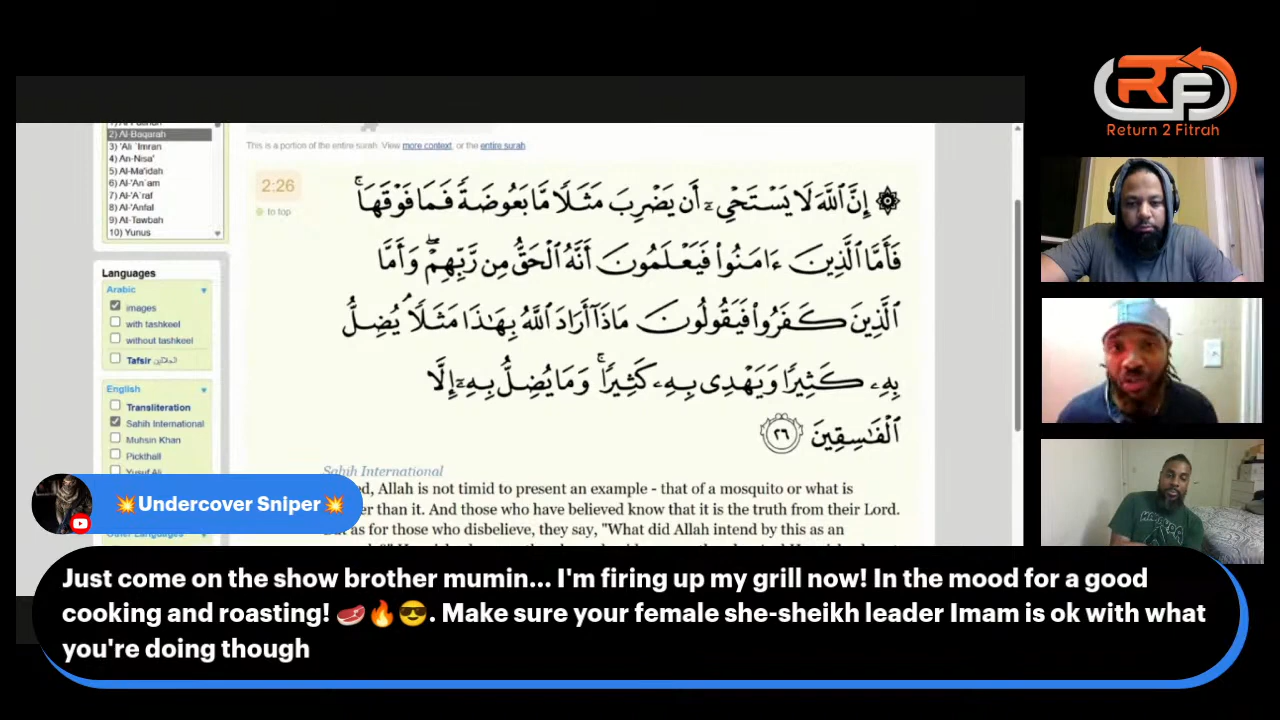 RF
Return 2 Fitrah
2) Al-Baqarah
3) 'Ali `Imran
4) An-Nisa'
5) Al-Ma'idah
6) Al-'An`am
7) Al-'A`raf
8) Al-'Anfal
9) At-Tawbah
10) Yunus
Languages
Arabic
images
with tashkeel
without tashkeel
Tafsir الجلالين
English
Transliteration
Sahih International
Muhsin Khan
Pickthall
Yusuf Ali
This is a portion of the entire surah. View more context, or the entire surah.
2:26
to top
۞ إِنَّ ٱللَّهَ لَا يَسْتَحْىِۦٓ أَن يَضْرِبَ مَثَلًا مَّا بَعُوضَةً فَمَا فَوْقَهَا ۚ
فَأَمَّا ٱلَّذِينَ ءَامَنُوا۟ فَيَعْلَمُونَ أَنَّهُ ٱلْحَقُّ مِن رَّبِّهِمْ ۖ وَأَمَّا
ٱلَّذِينَ كَفَرُوا۟ فَيَقُولُونَ مَاذَآ أَرَادَ ٱللَّهُ بِهَـٰذَا مَثَلًا ۘ يُضِلُّ
بِهِۦ كَثِيرًا وَيَهْدِى بِهِۦ كَثِيرًا ۚ وَمَا يُضِلُّ بِهِۦٓ إِلَّا
ٱلْفَـٰسِقِينَ ٢٦
Sahih International
Allah is not timid to present an example - that of a mosquito or what is
than it. And those who have believed know that it is the truth from their Lord.
as for those who disbelieve, they say, "What did Allah intend by this as an
💥Undercover Sniper💥
Just come on the show brother mumin... I'm firing up my grill now! In the mood for a good
cooking and roasting! 🥩🔥😎. Make sure your female she-sheikh leader Imam is ok with what
you're doing though